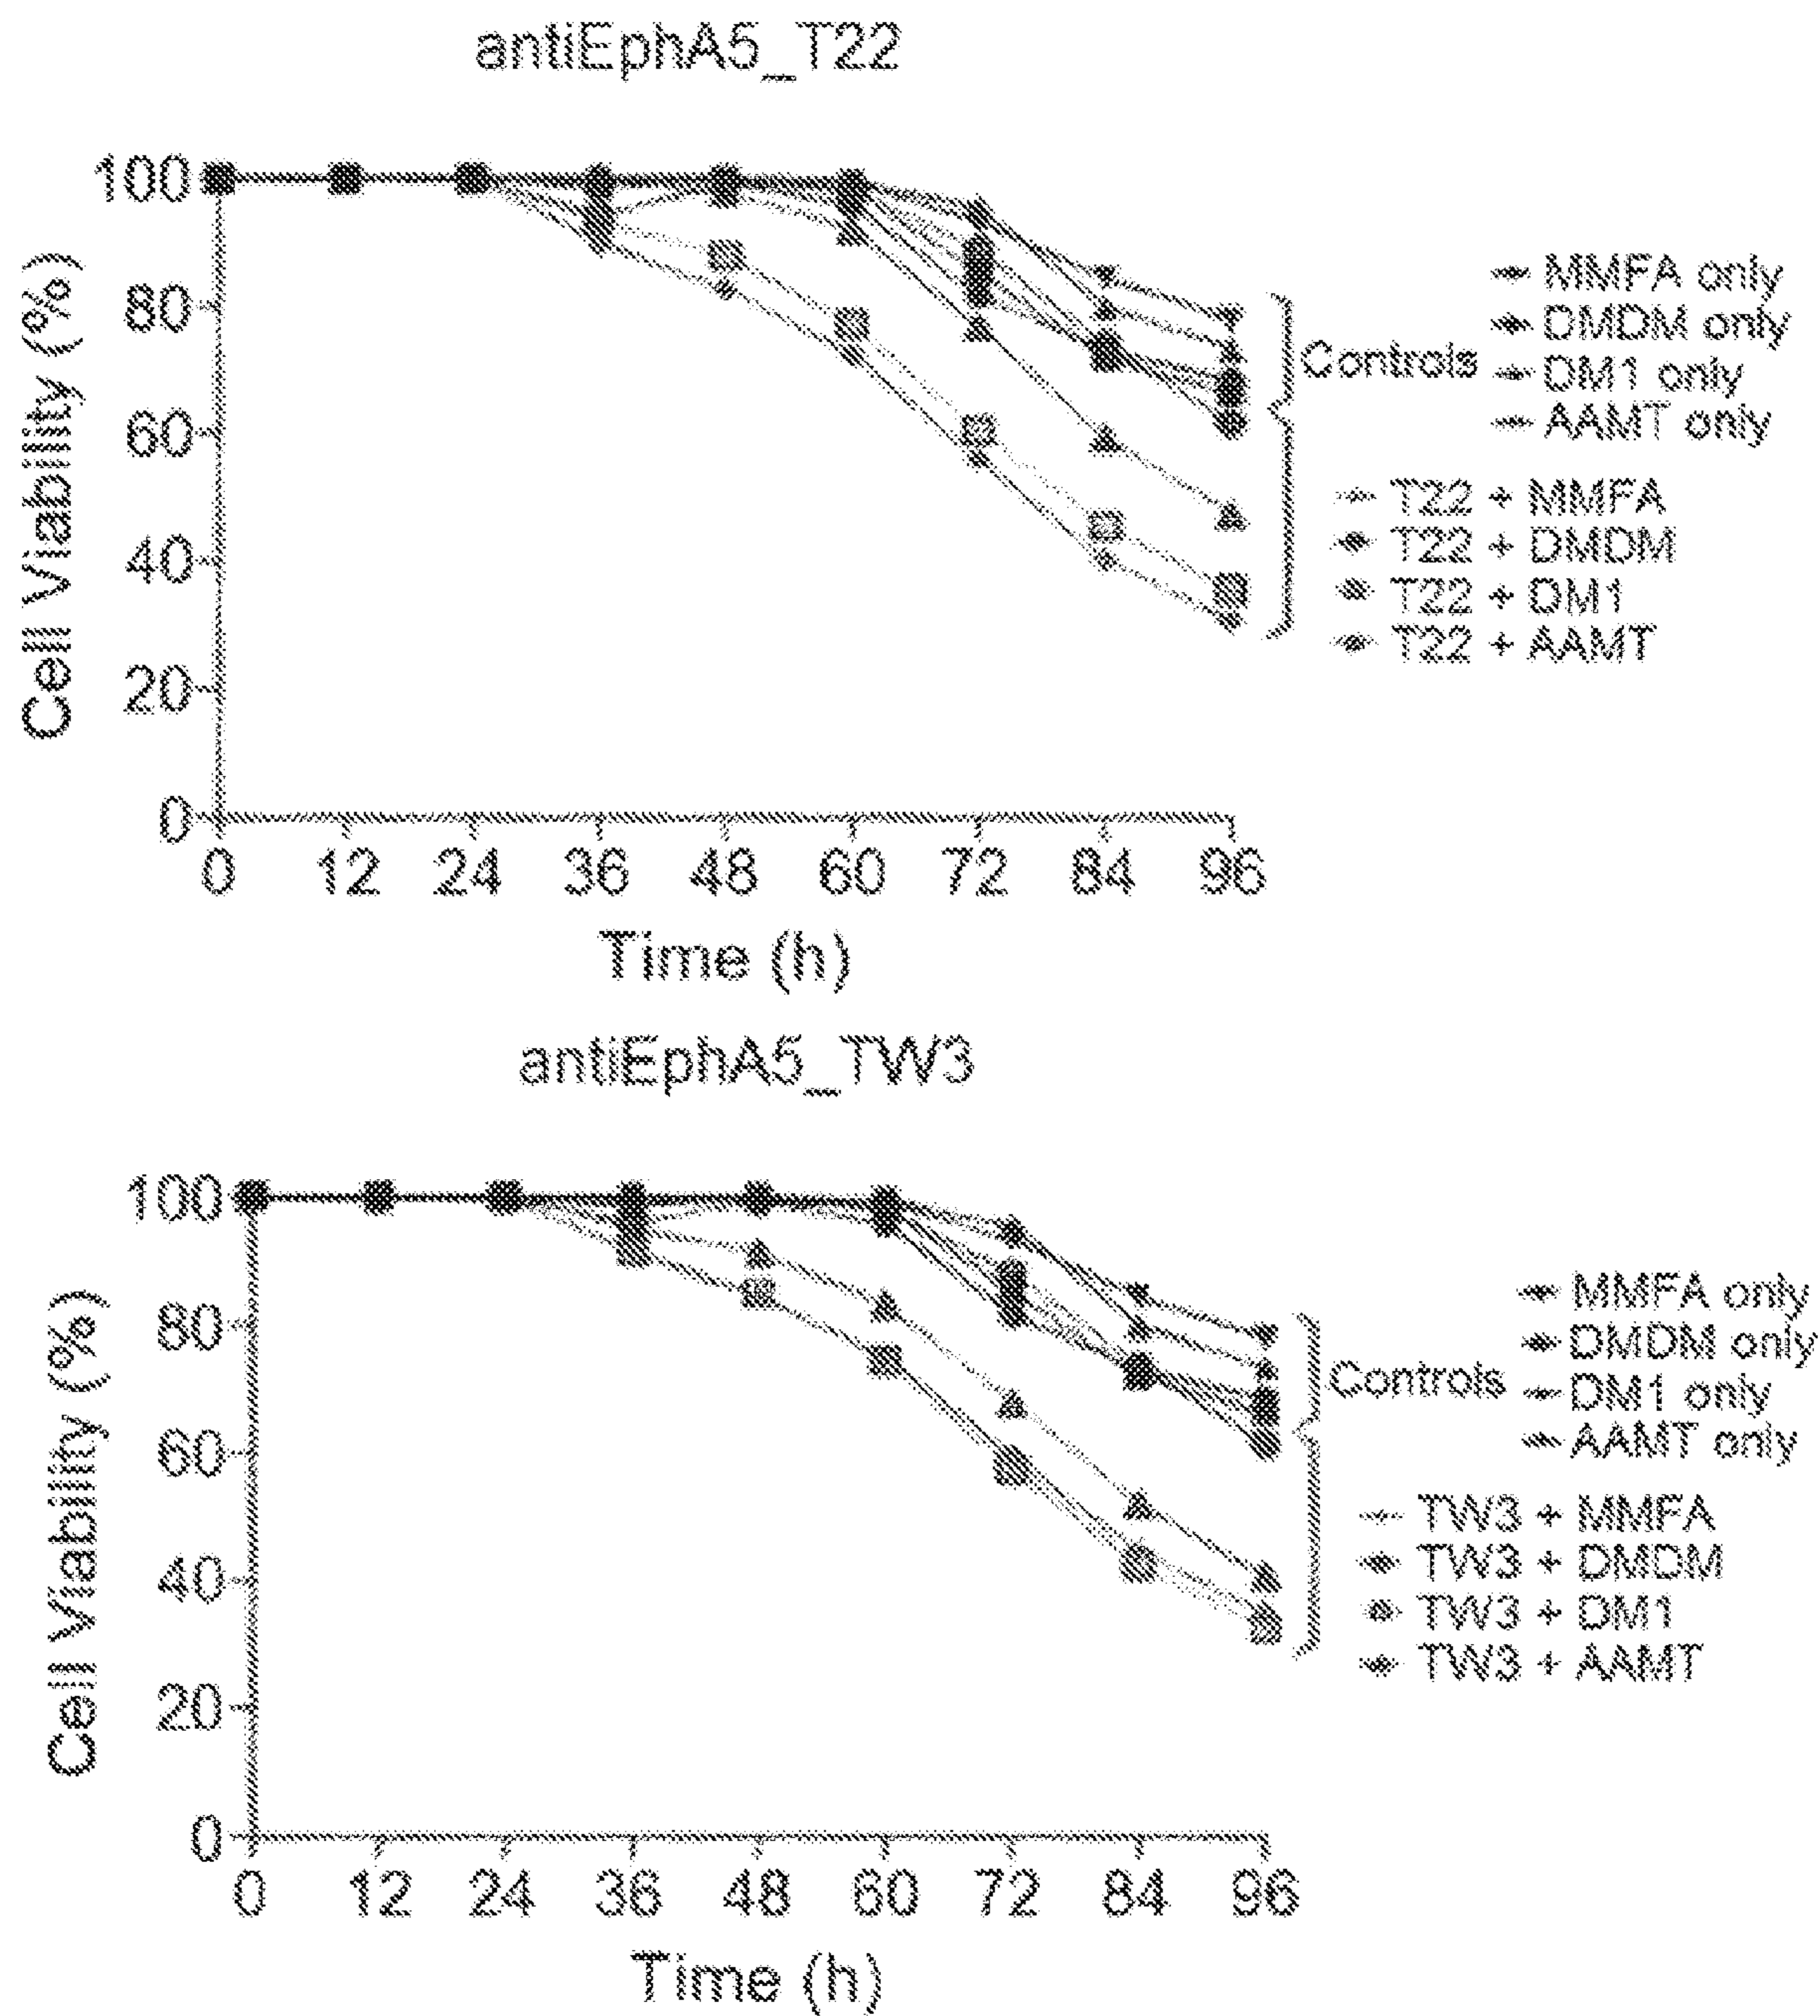 antiEphA5_T22
100
80
60
40
20
0
Cell Viability (%)
0 12 24 36 48 60 72 84 96
Time (h)
Controls
MMFA only
DMDM only
DM1 only
AAMT only
T22 + MMFA
T22 + DMDM
T22 + DM1
T22 + AAMT
antiEphA5_TW3
100
80
60
40
20
0
Cell Viability (%)
0 12 24 36 48 60 72 84 96
Time (h)
Controls
MMFA only
DMDM only
DM1 only
AAMT only
TW3 + MMFA
TW3 + DMDM
TW3 + DM1
TW3 + AAMT